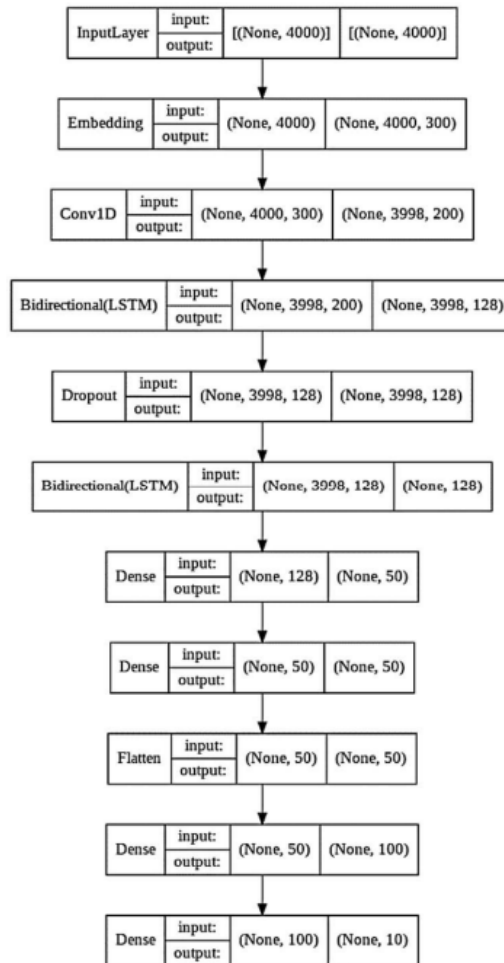 InputLayer input: output: [(None, 4000)] [(None, 4000)]
Embedding input: output: (None, 4000) (None, 4000, 300)
Conv1D input: output: (None, 4000, 300) (None, 3998, 200)
Bidirectional(LSTM) input: output: (None, 3998, 200) (None, 3998, 128)
Dropout input: output: (None, 3998, 128) (None, 3998, 128)
Bidirectional(LSTM) input: output: (None, 3998, 128) (None, 128)
Dense input: output: (None, 128) (None, 50)
Dense input: output: (None, 50) (None, 50)
Flatten input: output: (None, 50) (None, 50)
Dense input: output: (None, 50) (None, 100)
Dense input: output: (None, 100) (None, 10)